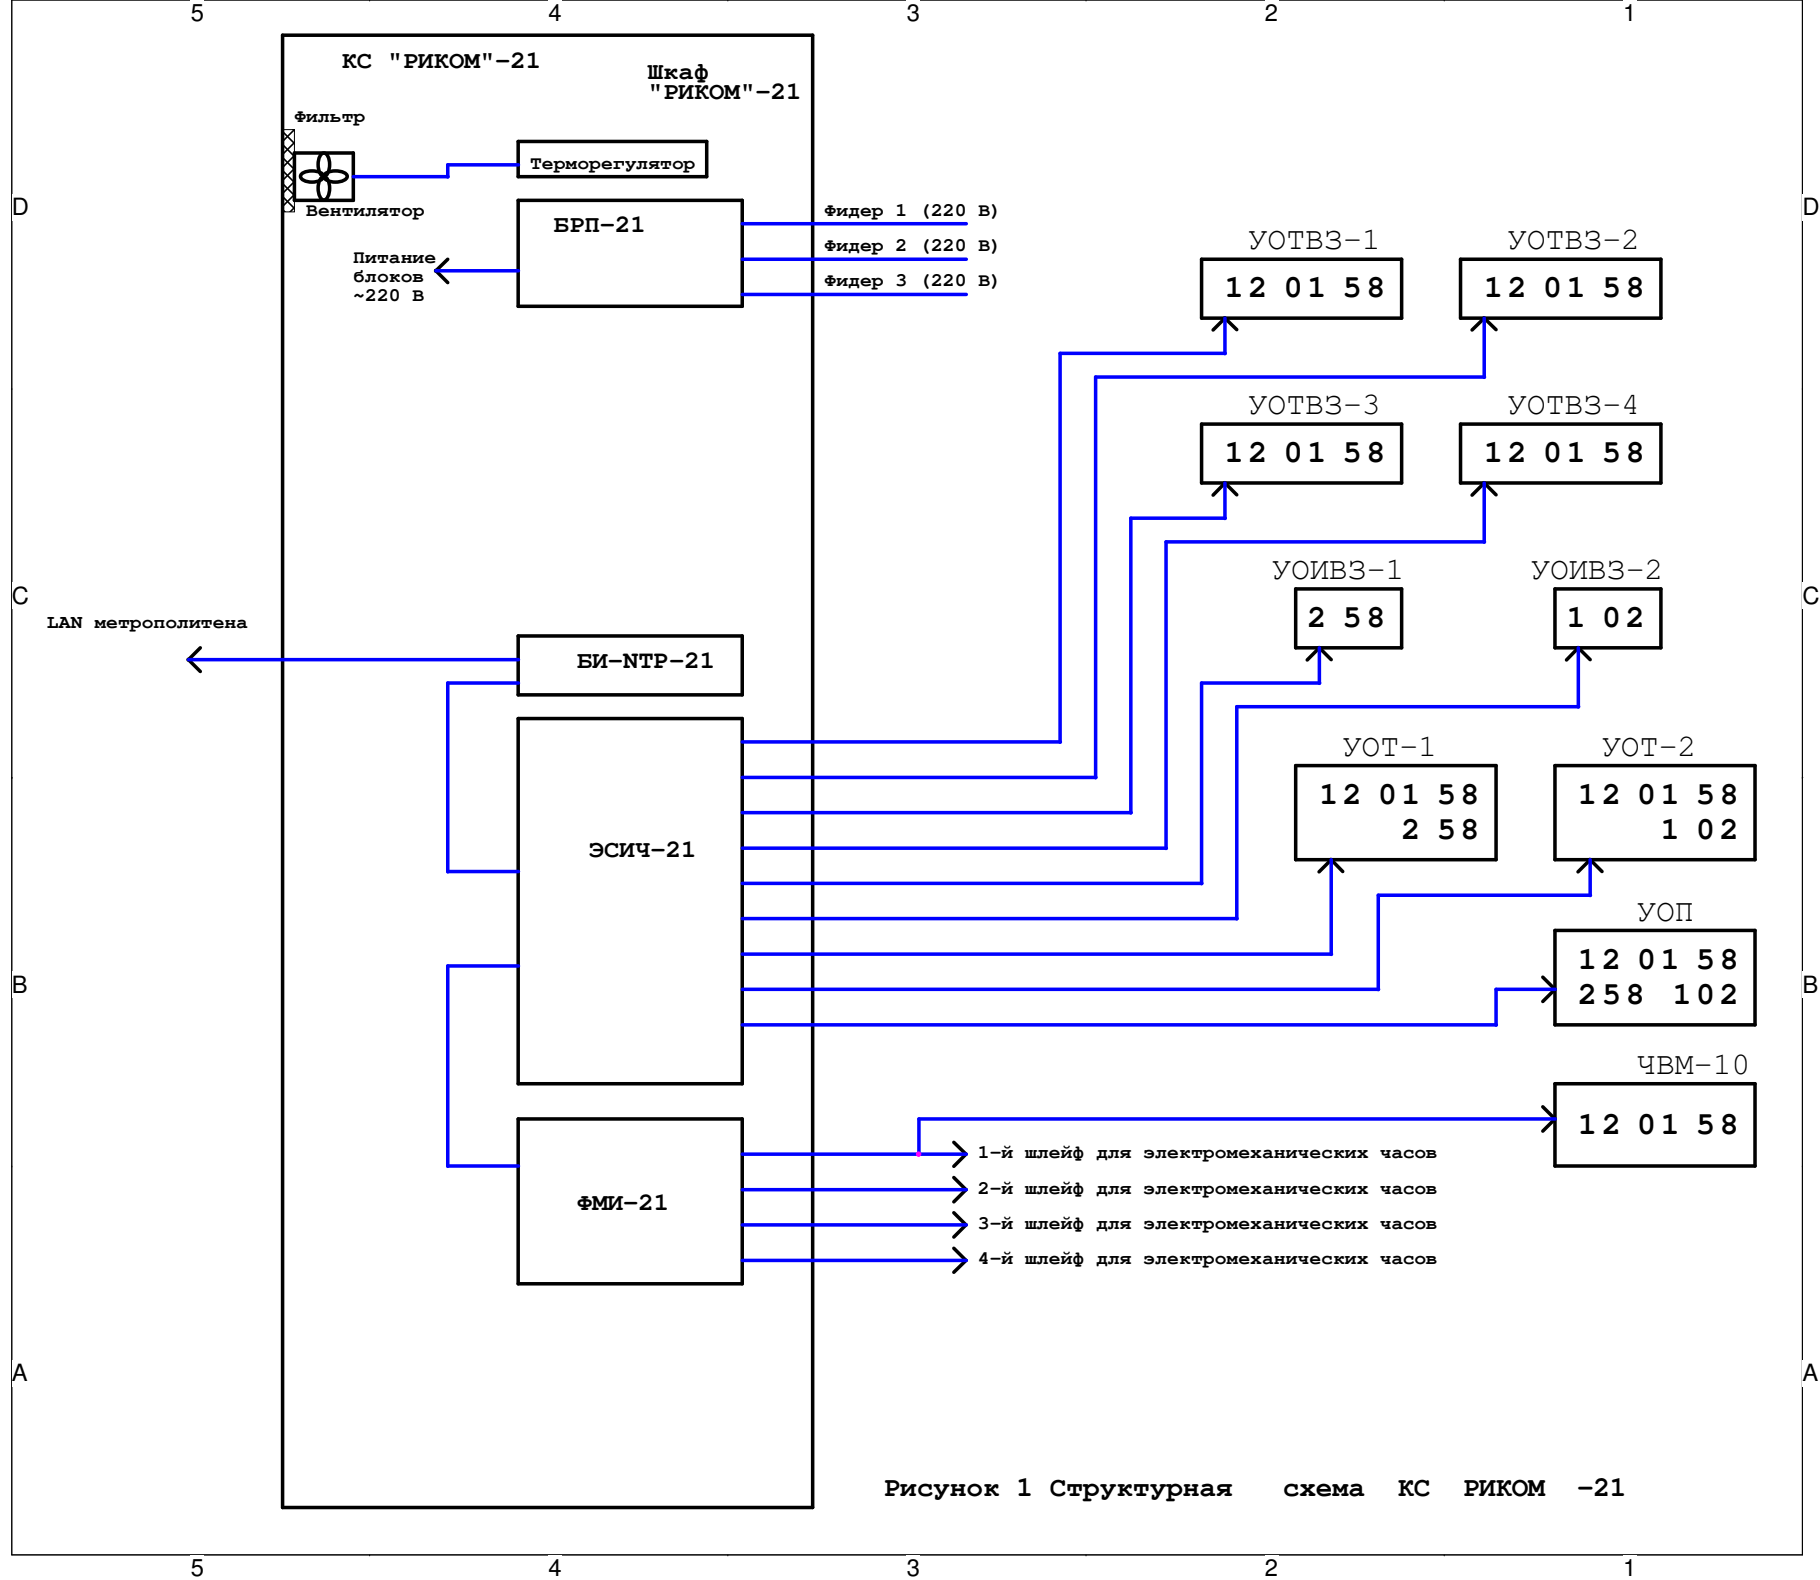 5 4 3 2 1
КС "РИКОМ"-21
Шкаф
"РИКОМ"-21
Фильтр
Терморегулятор
Вентилятор
D D
БРП-21
Фидер 1 (220 В)
Фидер 2 (220 В)
Фидер 3 (220 В)
Питание
блоков
~220 В
УОТВЗ-1 УОТВЗ-2
12 01 58 12 01 58
УОТВЗ-3 УОТВЗ-4
12 01 58 12 01 58
УОИВЗ-1 УОИВЗ-2
C C
2 58 1 02
LAN метрополитена
БИ-NTP-21
УОТ-1 УОТ-2
12 01 58 12 01 58
2 58 1 02
ЭСИЧ-21
УОП
12 01 58
258 102
B B
ЧВМ-10
12 01 58
1-й шлейф для электромеханических часов
2-й шлейф для электромеханических часов
ФМИ-21
3-й шлейф для электромеханических часов
4-й шлейф для электромеханических часов
A A
Рисунок 1 Структурная схема КС РИКОМ -21
5 4 3 2 1